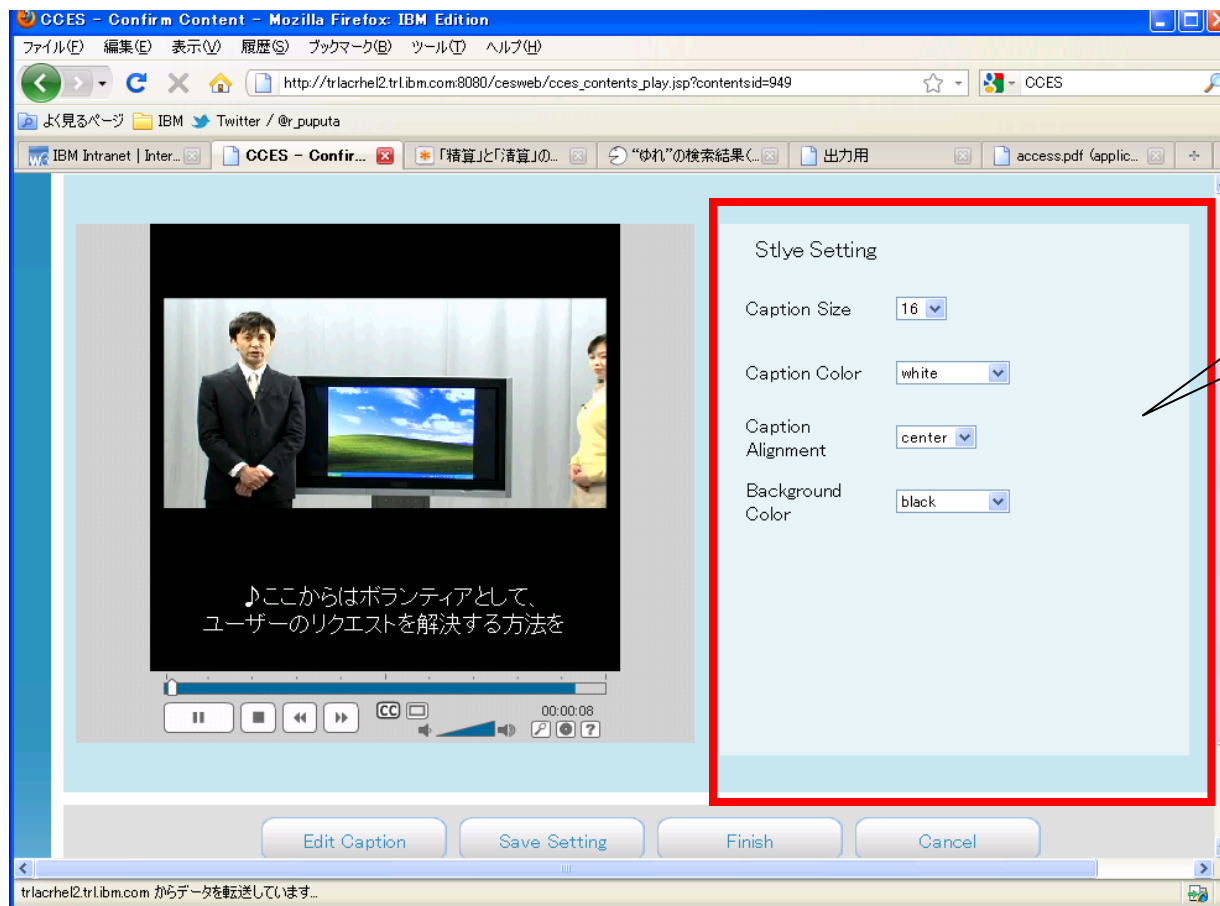 CCES - Confirm Content - Mozilla Firefox: IBM Edition
ファイル(F) 編集(E) 表示(V) 履歴(S) ブックマーク(B) ツール(T) ヘルプ(H)
http://trlacrhel2.trl.ibm.com:8080/cesweb/cces_contents_play.jsp?contentsid=949 CCES
よく見るページ IBM Twitter / @r_puputa
IBM Intranet | Inter... CCES - Confir... 「精算」と「清算」の... “ゆれ”の検索結果(... 出力用 access.pdf (applic...
Stlye Setting
Caption Size 16
Caption Color white
Caption
Alignment center
Background
Color black
♪ここからはボランティアとして、
ユーザーのリクエストを解決する方法を
CC 00:00:08
?
Edit Caption Save Setting Finish Cancel
trlacrhel2.trl.ibm.com からデータを転送しています...